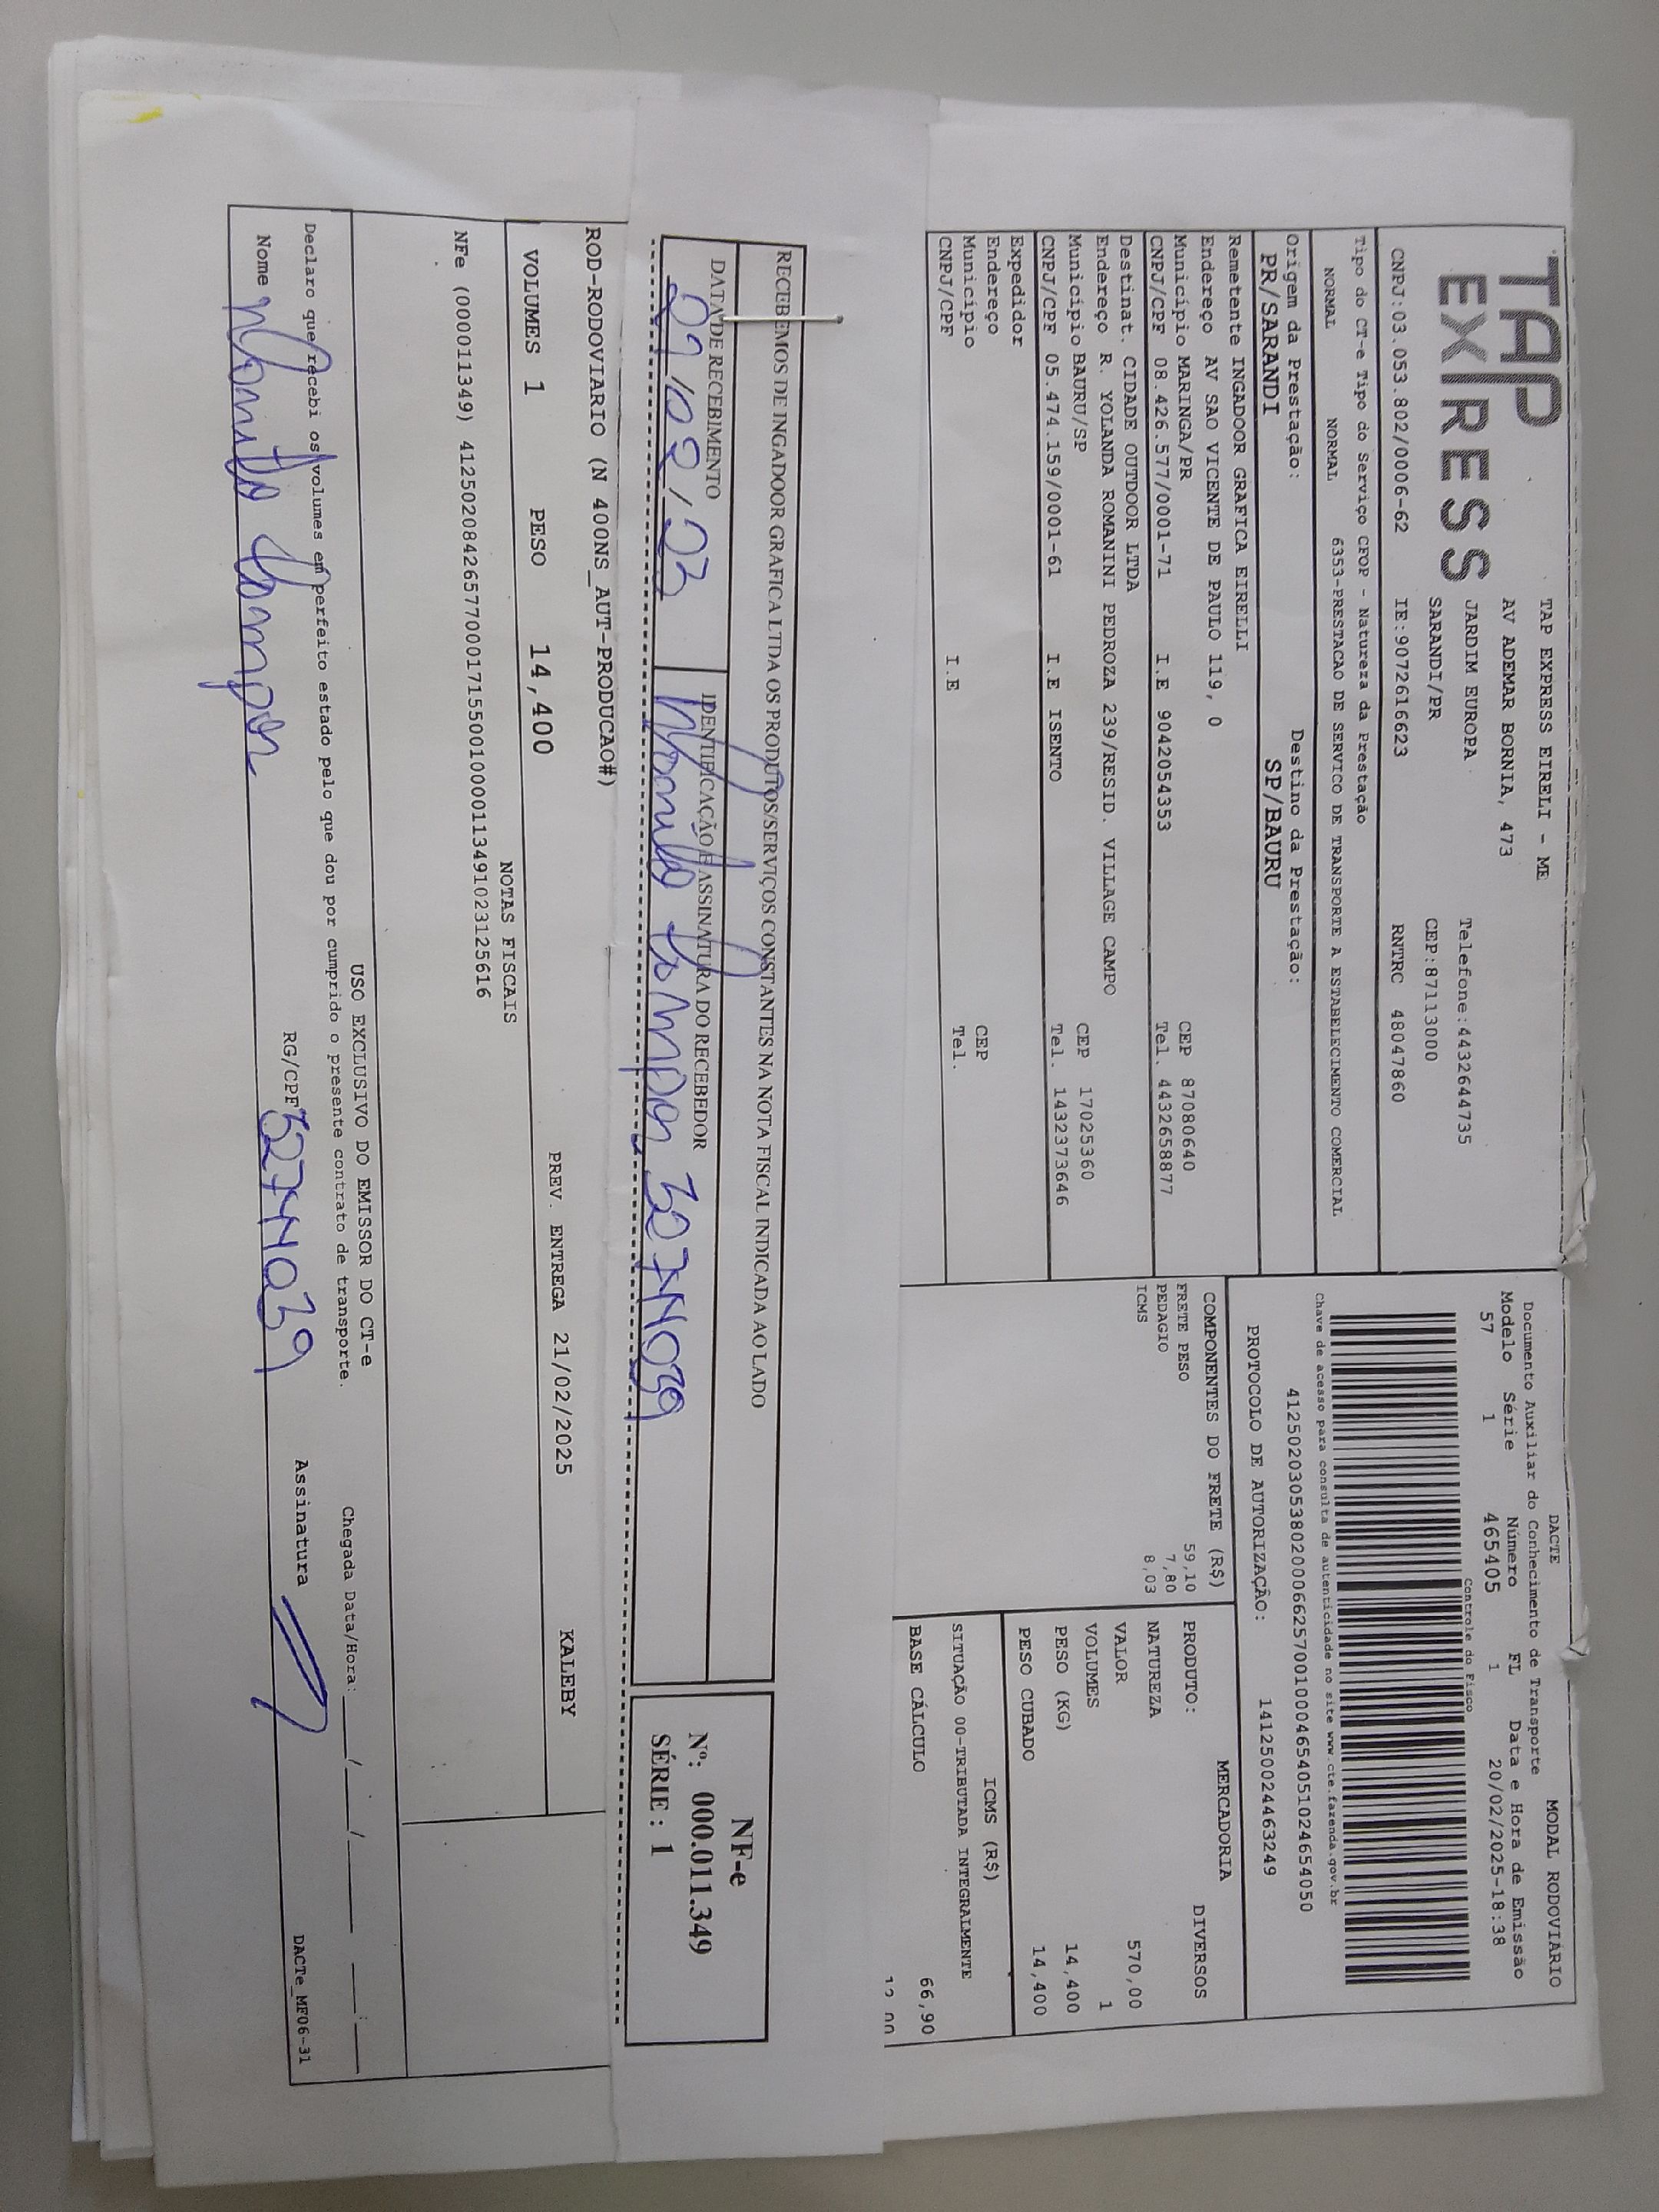 TAP
EXPRESS
TAP EXPRESS EIRELI - ME
AV ADEMAR BORNIA, 473
JARDIM EUROPA Telefone:4432644735
SARANDI/PR CEP:87113000
CNPJ:03.053.802/0006-62 IE:9072616623 RNTRC 48047860
Tipo do CT-e Tipo do Serviço CFOP - Natureza da Prestação
NORMAL NORMAL 6353-PRESTACAO DE SERVICO DE TRANSPORTE A ESTABELECIMENTO COMERCIAL
Origem da Prestação: Destino da Prestação:
PR/SARANDI SP/BAURU
Remetente INGADOOR GRAFICA EIRELLI
Endereço AV SAO VICENTE DE PAULO 119, 0
Município MARINGA/PR CEP 87080640
CNPJ/CPF 08.426.577/0001-71 I.E 9042054353 Tel. 4432658877
Destinat. CIDADE OUTDOOR LTDA
Endereço R. YOLANDA ROMANINI PEDROZA 239/RESID. VILLAGE CAMPO
Município BAURU/SP CEP 17025360
CNPJ/CPF 05.474.159/0001-61 I.E ISENTO Tel. 1432373646
Expedidor
Endereço
Município CEP
CNPJ/CPF I.E Tel.
DACTE MODAL RODOVIÁRIO
Documento Auxiliar do Conhecimento de Transporte
Modelo Série Número FL Data e Hora de Emissão
57 1 465405 1 20/02/2025-18:38
Controle do Fisco
Chave de acesso para consulta de autenticidade no site www.cte.fazenda.gov.br
41250203053802000662570010004654051024654050
PROTOCOLO DE AUTORIZAÇÃO: 141250024463249
COMPONENTES DO FRETE (R$)
FRETE PESO 59,10
PEDAGIO 7,80
ICMS 8,03
MERCADORIA
PRODUTO: DIVERSOS
NATUREZA
VALOR 570,00
VOLUMES 1
PESO (KG) 14,400
PESO CUBADO 14,400
ICMS (R$)
SITUAÇÃO 00-TRIBUTADA INTEGRALMENTE
BASE CÁLCULO 66,90
RECEBEMOS DE INGADOOR GRAFICA LTDA OS PRODUTOS/SERVIÇOS CONSTANTES NA NOTA FISCAL INDICADA AO LADO
DATA DE RECEBIMENTO IDENTIFICAÇÃO E ASSINATURA DO RECEBEDOR
NF-e
Nº: 000.011.349
SÉRIE : 1
ROD-RODOVIARIO (N 400NS_AUT-PRODUCAO#)
VOLUMES 1 PESO 14,400 PREV. ENTREGA 21/02/2025 KALEBY
NOTAS FISCAIS
NFe (000011349) 41250208426577000171550010000113491023125616
USO EXCLUSIVO DO EMISSOR DO CT-e
Declaro que recebi os volumes em perfeito estado pelo que dou por cumprido o presente contrato de transporte. Chegada Data/Hora:___/___/____ __:__
Nome RG/CPF Assinatura
DACTe_MF06-31